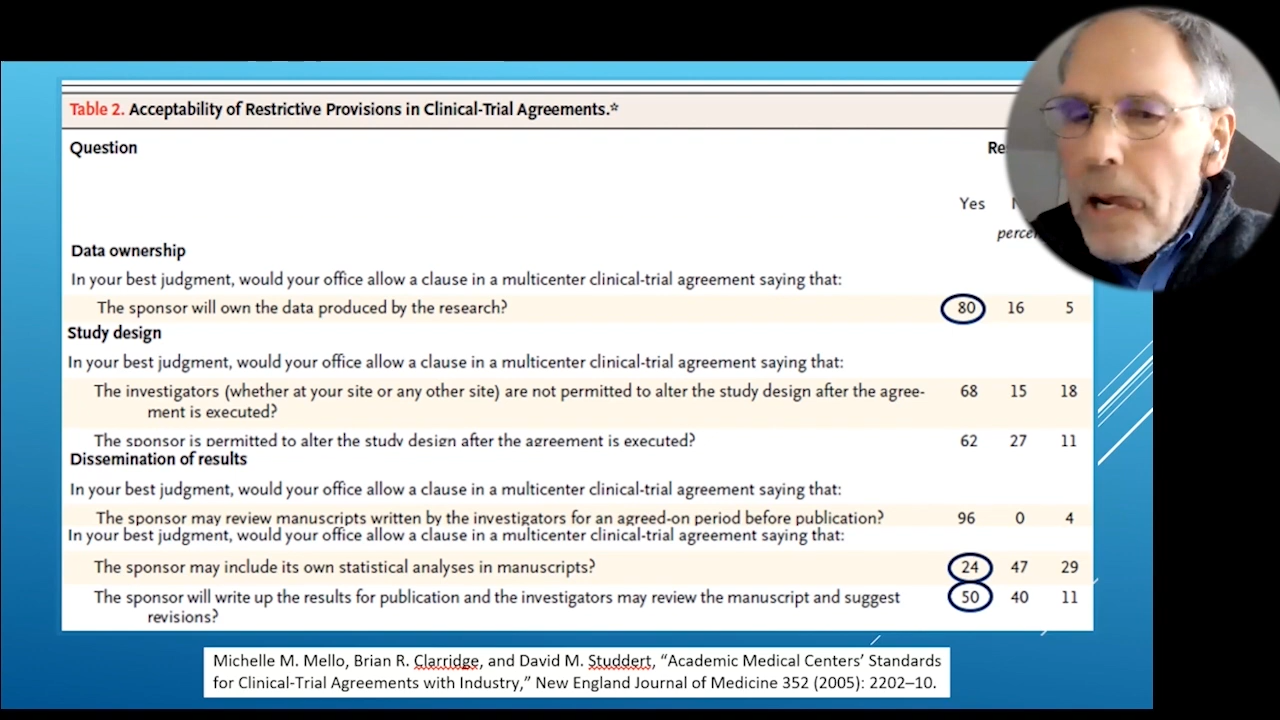 Table 2. Acceptability of Restrictive Provisions in Clinical-Trial Agreements.☆
Question
Yes
Data ownership
In your best judgment, would your office allow a clause in a multicenter clinical-trial agreement saying that:
The sponsor will own the data produced by the research? 80 16 5
Study design
In your best judgment, would your office allow a clause in a multicenter clinical-trial agreement saying that:
The investigators (whether at your site or any other site) are not permitted to alter the study design after the agree- 68 15 18
ment is executed?
The sponsor is permitted to alter the study design after the agreement is executed? 62 27 11
Dissemination of results
In your best judgment, would your office allow a clause in a multicenter clinical-trial agreement saying that:
The sponsor may review manuscripts written by the investigators for an agreed-on period before publication? 96 0 4
In your best judgment, would your office allow a clause in a multicenter clinical-trial agreement saying that:
The sponsor may include its own statistical analyses in manuscripts? 24 47 29
The sponsor will write up the results for publication and the investigators may review the manuscript and suggest 50 40 11
revisions?
Michelle M. Mello, Brian R. Clarridge, and David M. Studdert, “Academic Medical Centers’ Standards
for Clinical-Trial Agreements with Industry,” New England Journal of Medicine 352 (2005): 2202–10.